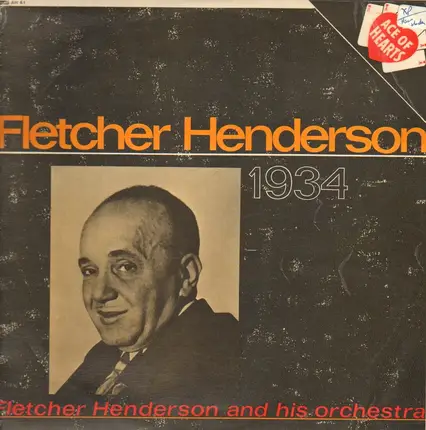 ACE OF
HEARTS
Fletcher Henderson
1934
Fletcher Henderson and his orchestra